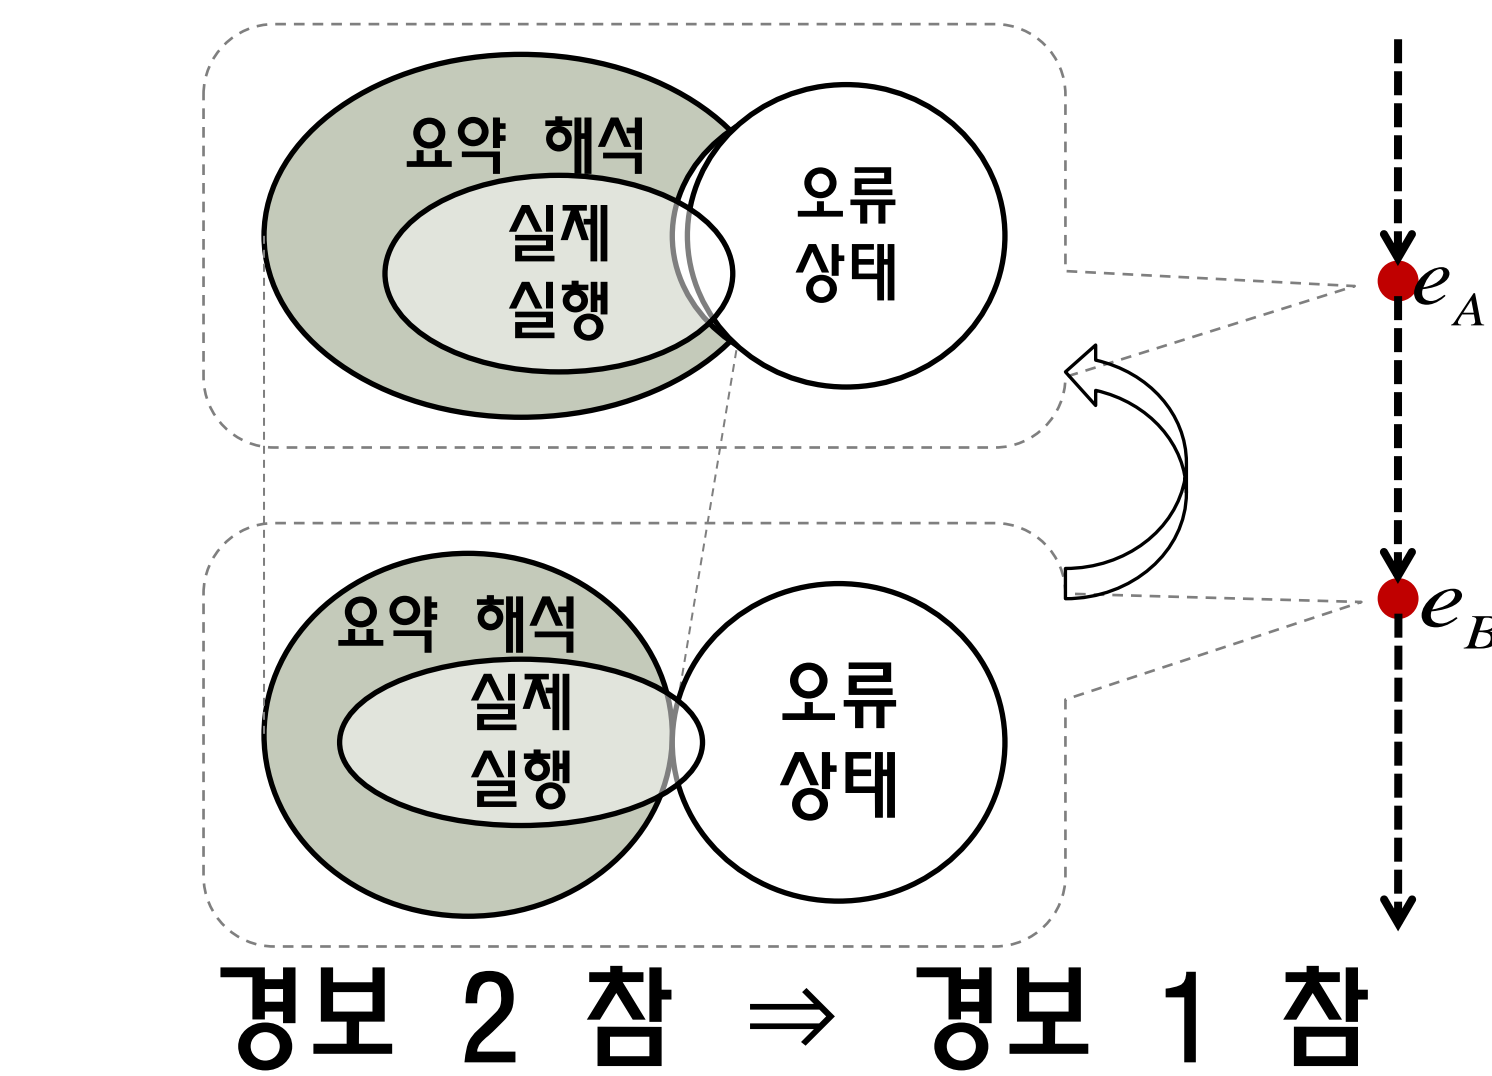 요약 해석
실제
실행
오류
상태
e_A
요약 해석
실제
실행
오류
상태
e_B
경보 2 참 ⇒ 경보 1 참